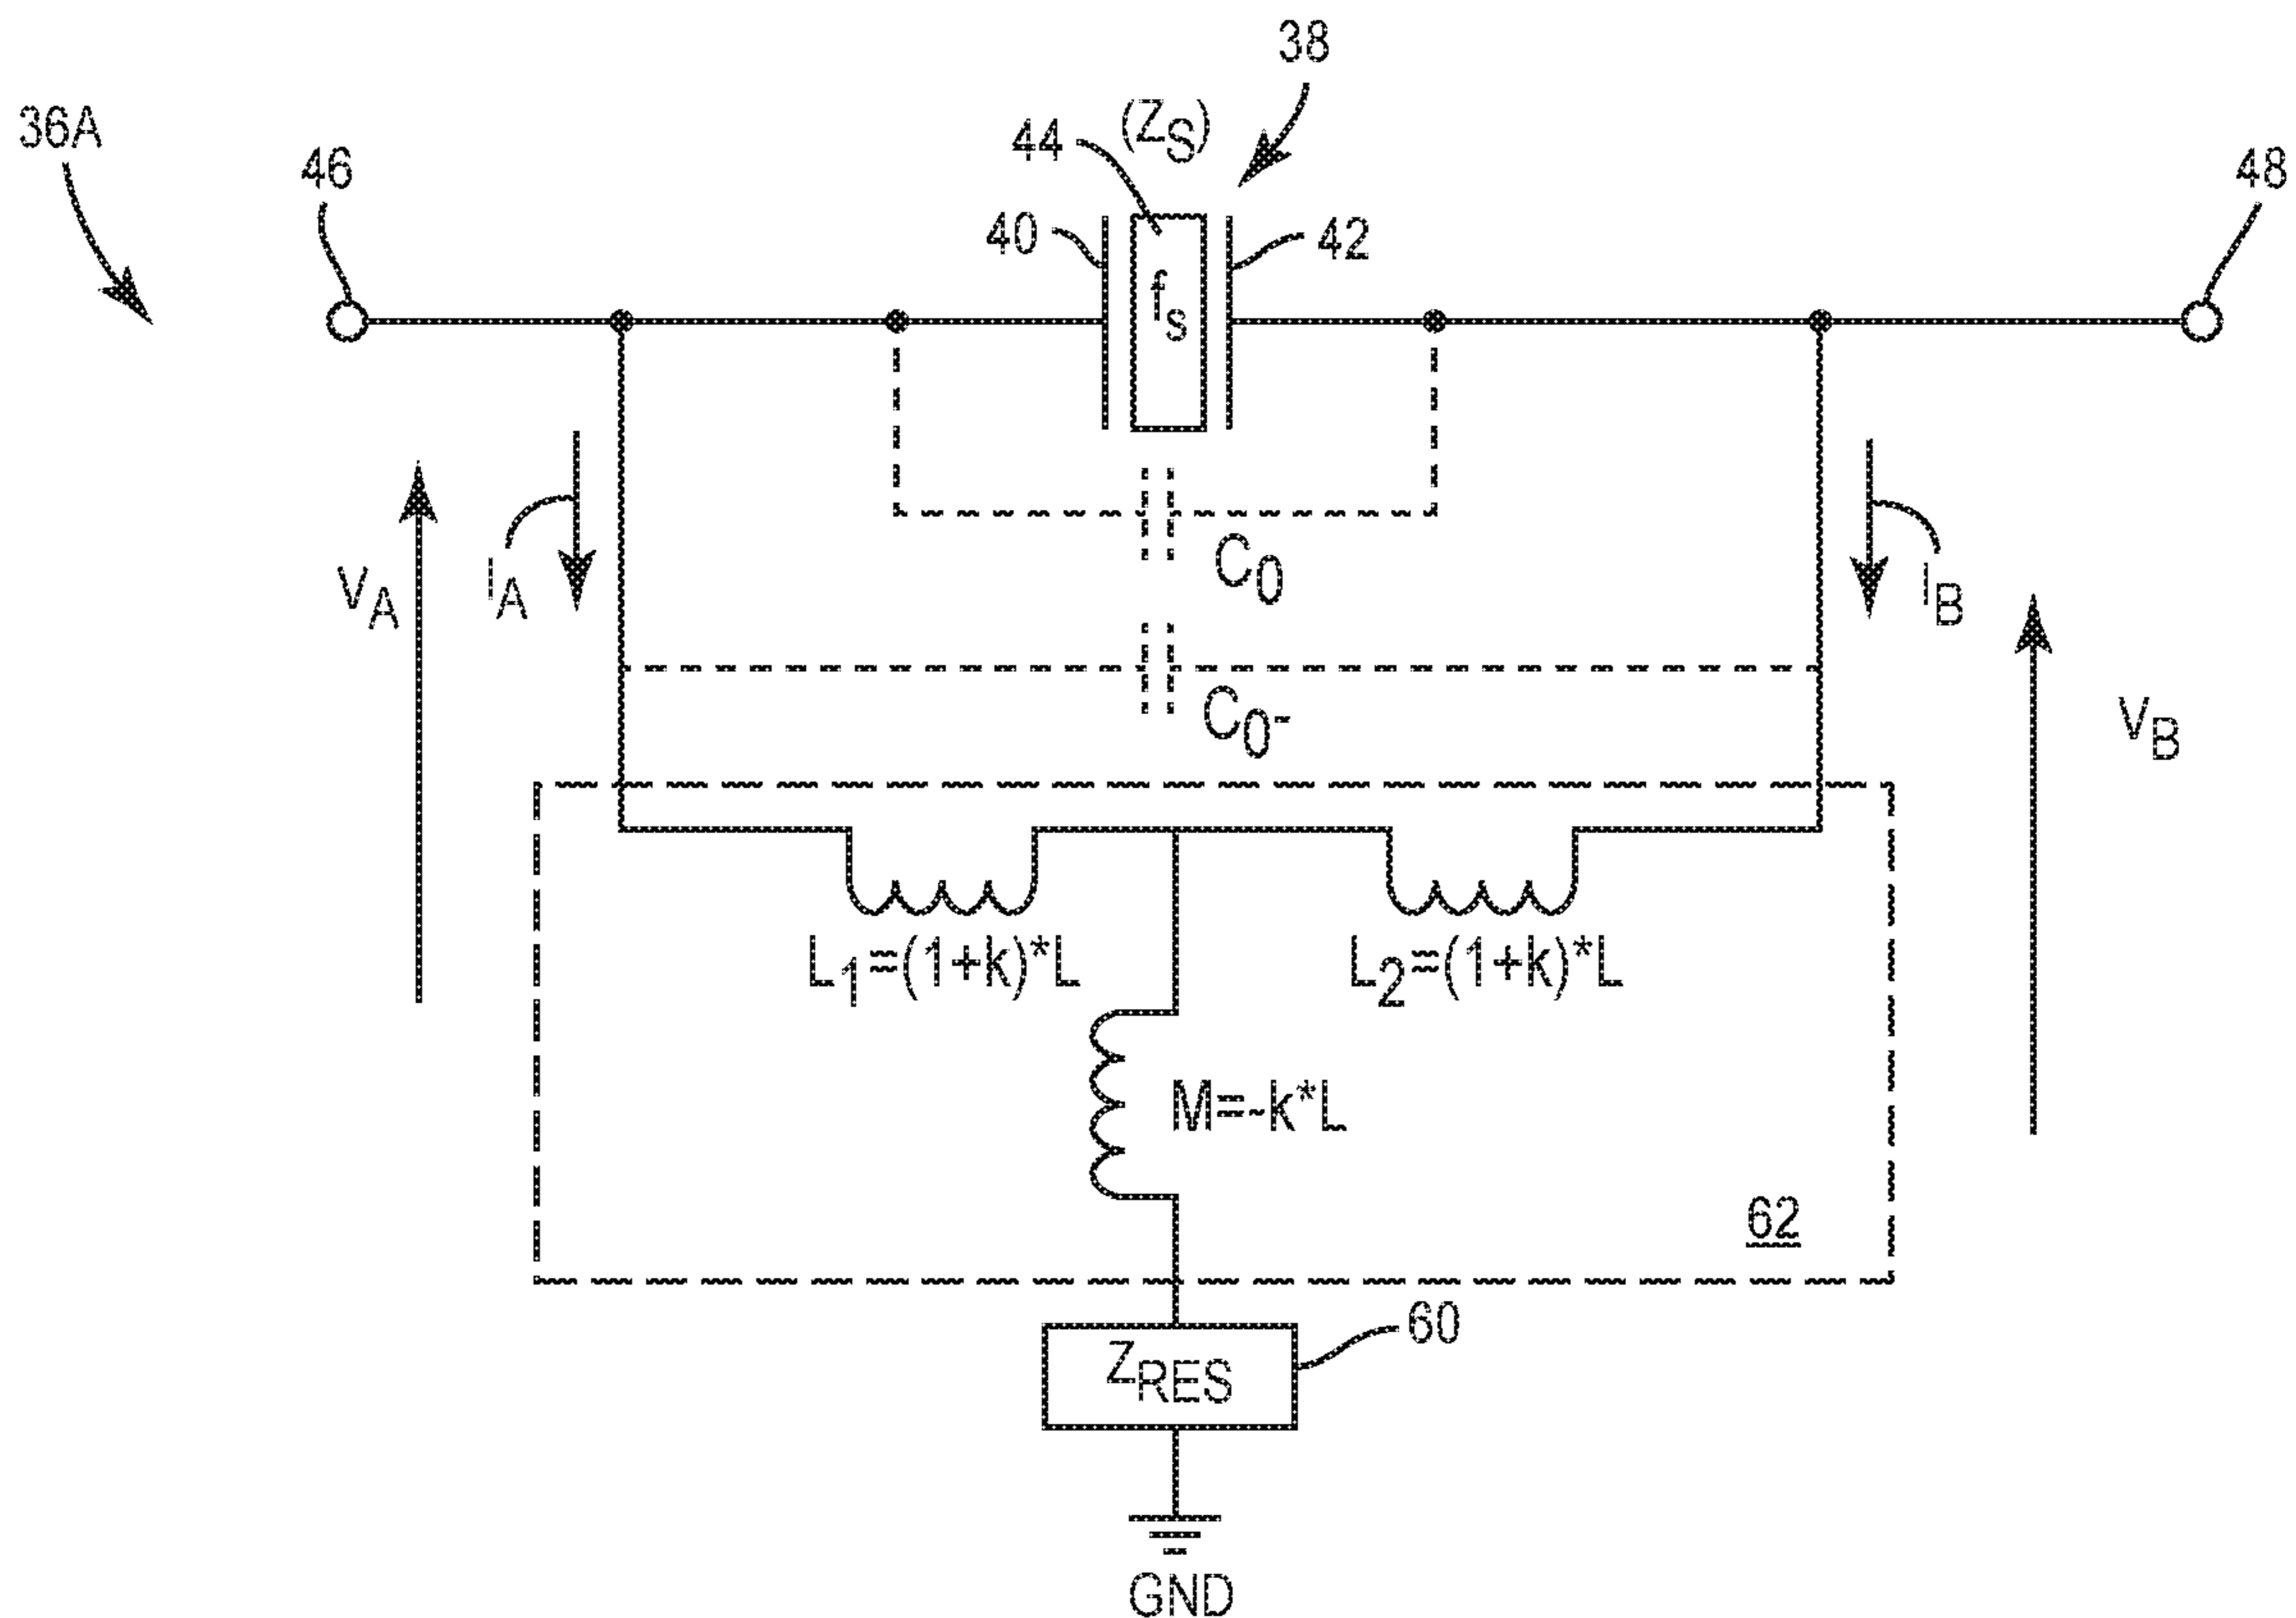 38
36A
(ZS)
44
46
48
40
42
fs
VA
IA
C0
IB
C0-
VB
L1=(1+k)*L
L2=(1+k)*L
M=-k*L
62
60
ZRES
GND